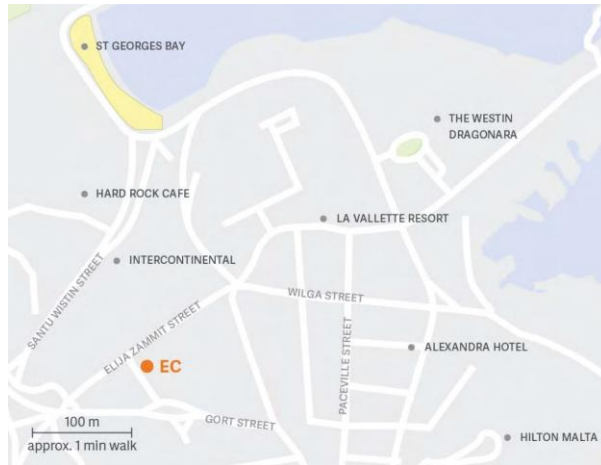 ST GEORGES BAY
THE WESTIN
DRAGONARA
HARD ROCK CAFE
LA VALLETTE RESORT
INTERCONTINENTAL
SANTU WISTIN STREET
WILGA STREET
ELIJA ZAMMIT STREET
PACEVILLE STREET
ALEXANDRA HOTEL
EC
GORT STREET
100 m
approx. 1 min walk
HILTON MALTA